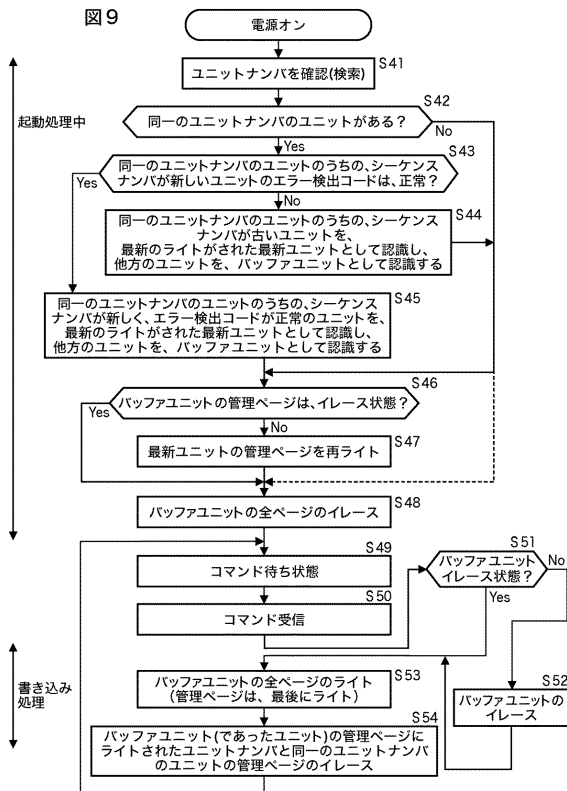 図9
電源オン
S41
ユニットナンバを確認(検索)
S42
同一のユニットナンバのユニットがある？
No
Yes
起動処理中
S43
同一のユニットナンバのユニットのうちの、シーケンス
ナンバが新しいユニットのエラー検出コードは、正常？
Yes
No
S44
同一のユニットナンバのユニットのうちの、シーケンス
ナンバが古いユニットを、
最新のライトがされた最新ユニットとして認識し、
他方のユニットを、バッファユニットとして認識する
S45
同一のユニットナンバのユニットのうちの、シーケンス
ナンバが新しく、エラー検出コードが正常のユニットを、
最新のライトがされた最新ユニットとして認識し、
他方のユニットを、バッファユニットとして認識する
S46
バッファユニットの管理ページは、イレース状態？
Yes
No
S47
最新ユニットの管理ページを再ライト
S48
バッファユニットの全ページのイレース
S49
コマンド待ち状態
S50
コマンド受信
S51
バッファユニット
イレース状態？
No
Yes
S52
バッファユニットの
イレース
書き込み
処理
S53
バッファユニットの全ページのライト
(管理ページは、最後にライト)
S54
バッファユニット(であったユニット)の管理ページに
ライトされたユニットナンバと同一のユニットナンバ
のユニットの管理ページのイレース